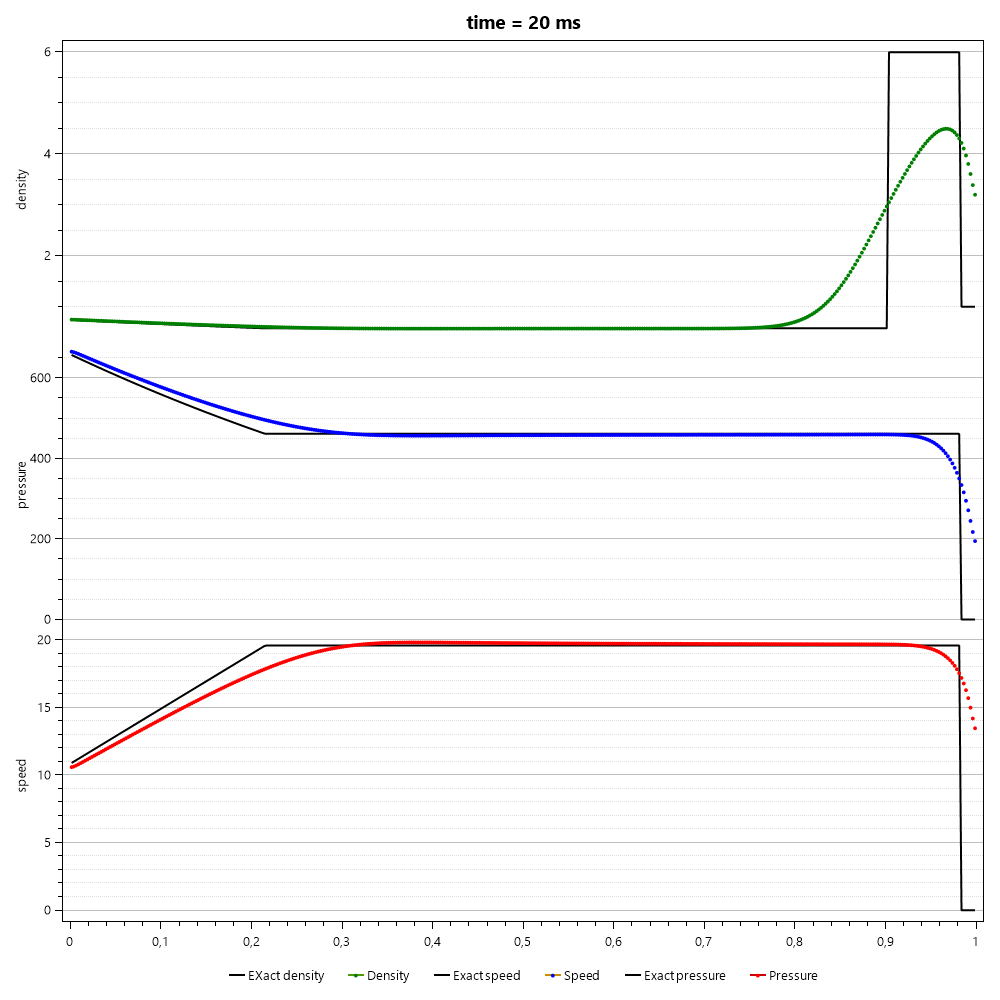 time = 20 ms
6
4
2
density
600
400
200
0
pressure
20
15
10
5
0
speed
0 0,1 0,2 0,3 0,4 0,5 0,6 0,7 0,8 0,9 1
EXact density Density Exact speed Speed Exact pressure Pressure